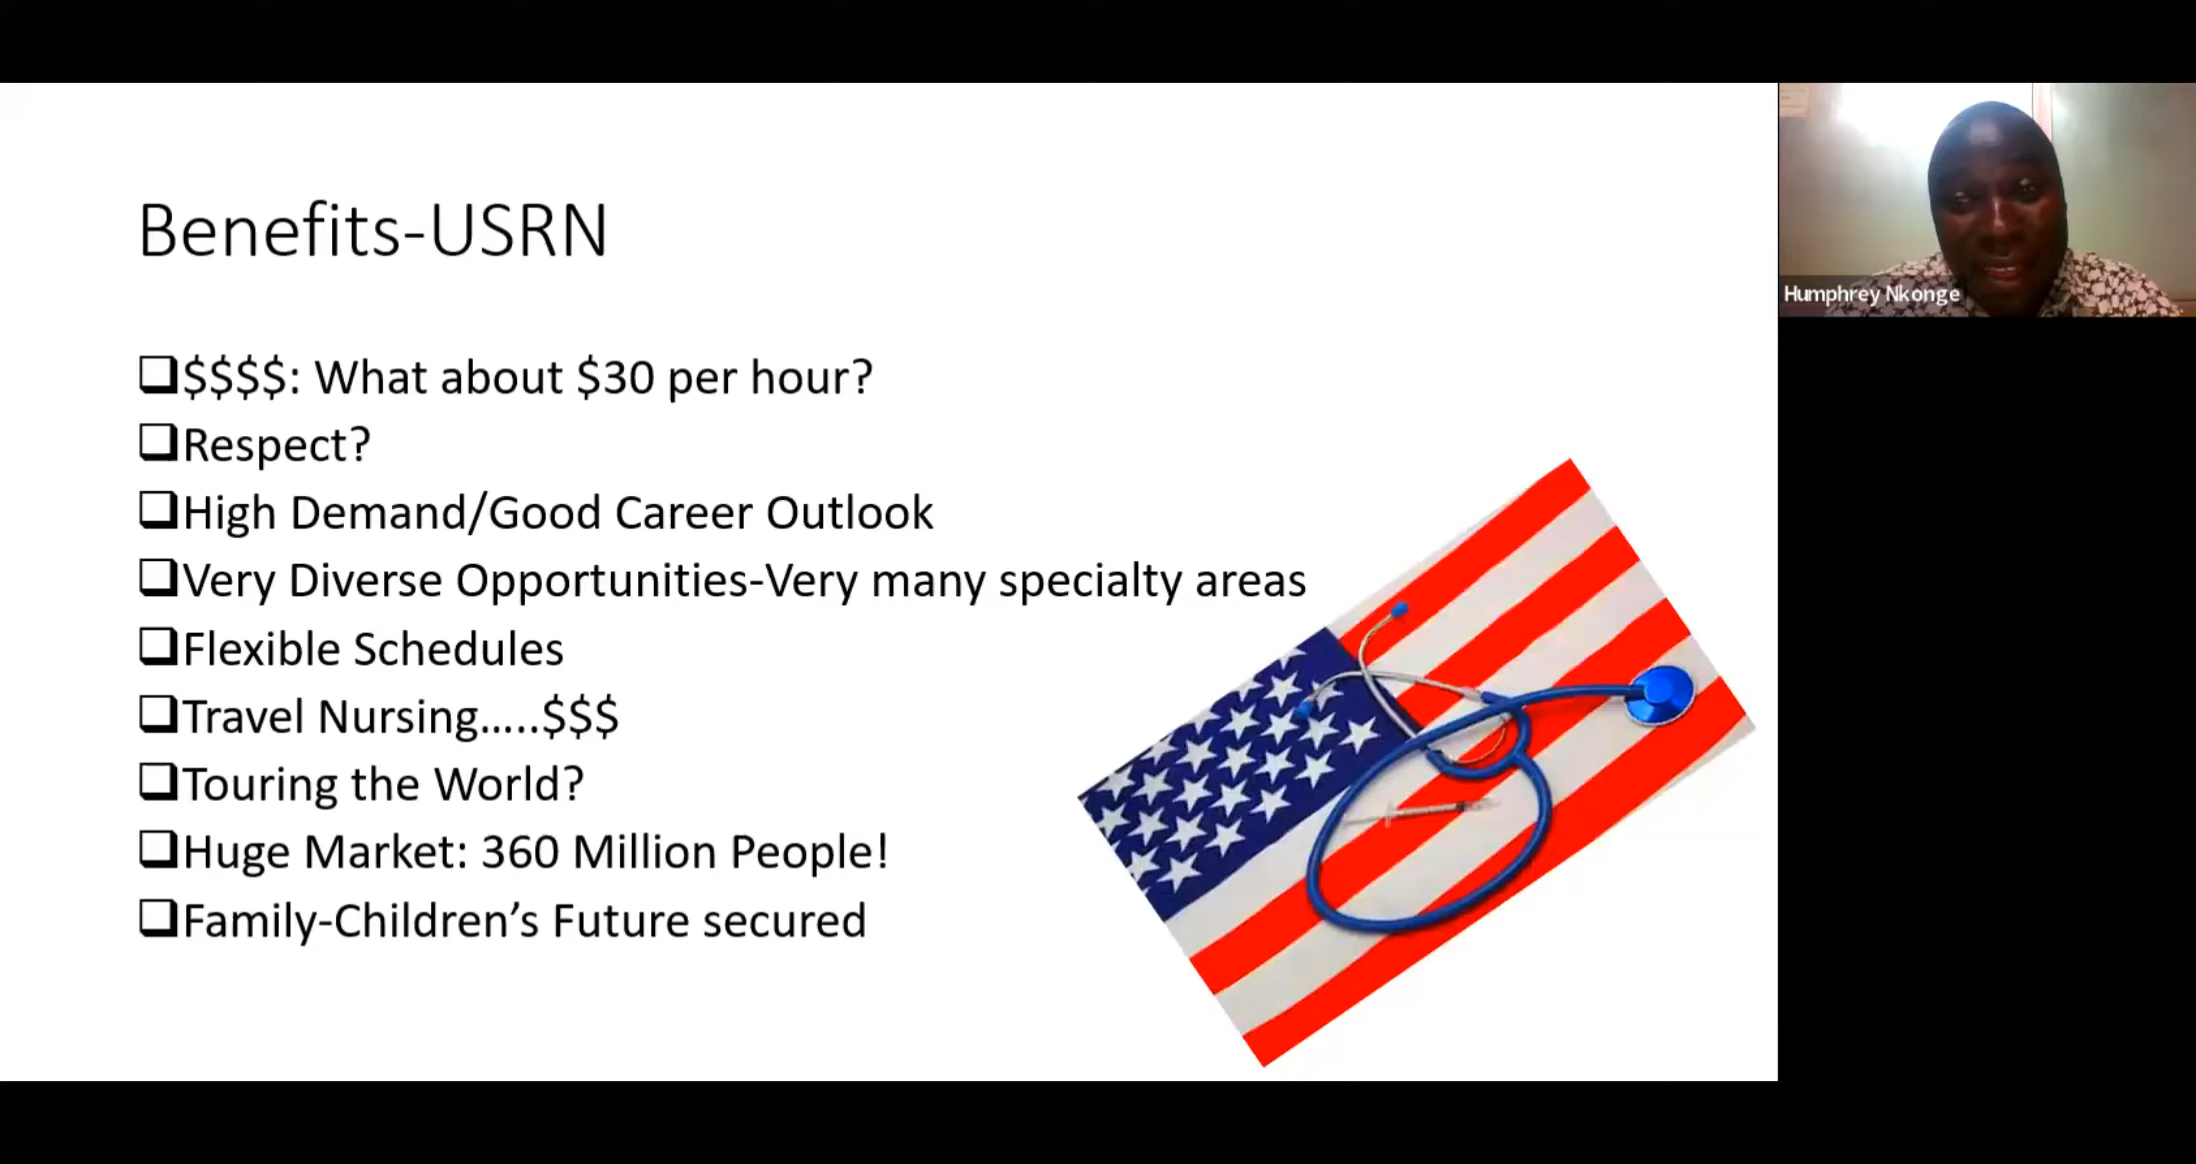 Benefits-USRN
$$$$: What about $30 per hour?
Respect?
High Demand/Good Career Outlook
Very Diverse Opportunities-Very many specialty areas
Flexible Schedules
Travel Nursing.....$$$
Touring the World?
Huge Market: 360 Million People!
Family-Children’s Future secured
Humphrey Nkonge